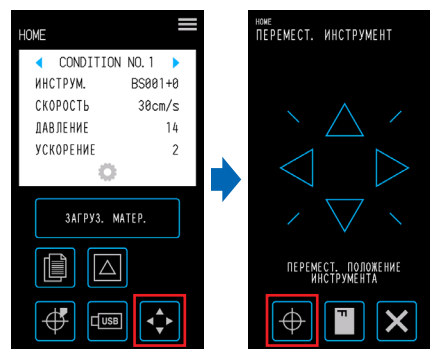 HOME
CONDITION NO.1
ИНСТРУМ. BS001+0
СКОРОСТЬ 30cm/s
ДАВЛЕНИЕ 14
УСКОРЕНИЕ 2
ЗАГРУЗ. МАТЕР.
USB
HOME
ПЕРЕМЕСТ. ИНСТРУМЕНТ
ПЕРЕМЕСТ. ПОЛОЖЕНИЕ
ИНСТРУМЕНТА
F